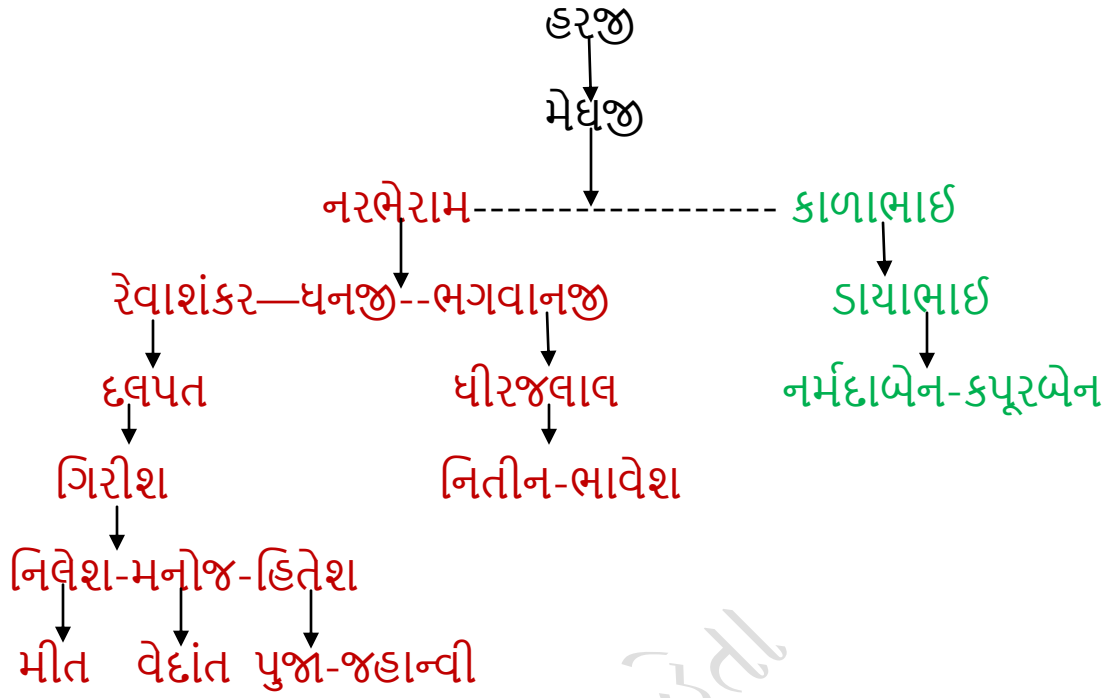 હરજી
મેઘજી
નરભેરામ----------------------- કાળાભાઈ
રેવાશંકર—ધનજી--ભગવાનજી ડાયાભાઈ
દલપત ધીરજલાલ નર્મદાબેન-કપૂરબેન
ગિરીશ નિતીન-ભાવેશ
નિલેશ-મનોજ-હિતેશ
મીત વેદાંત પુજા-જહાન્વી